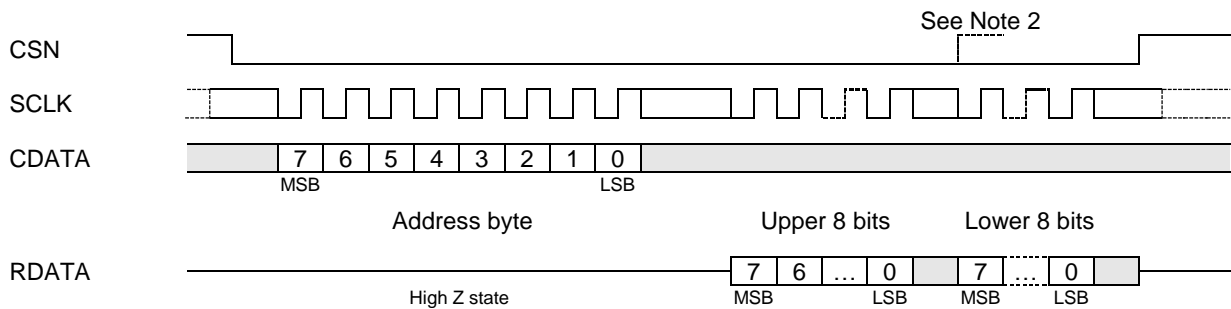 See Note 2
CSN
SCLK
CDATA 7 6 5 4 3 2 1 0
MSB LSB
Address byte Upper 8 bits Lower 8 bits
RDATA 7 6 … 0 7 … 0
High Z state MSB LSB MSB LSB